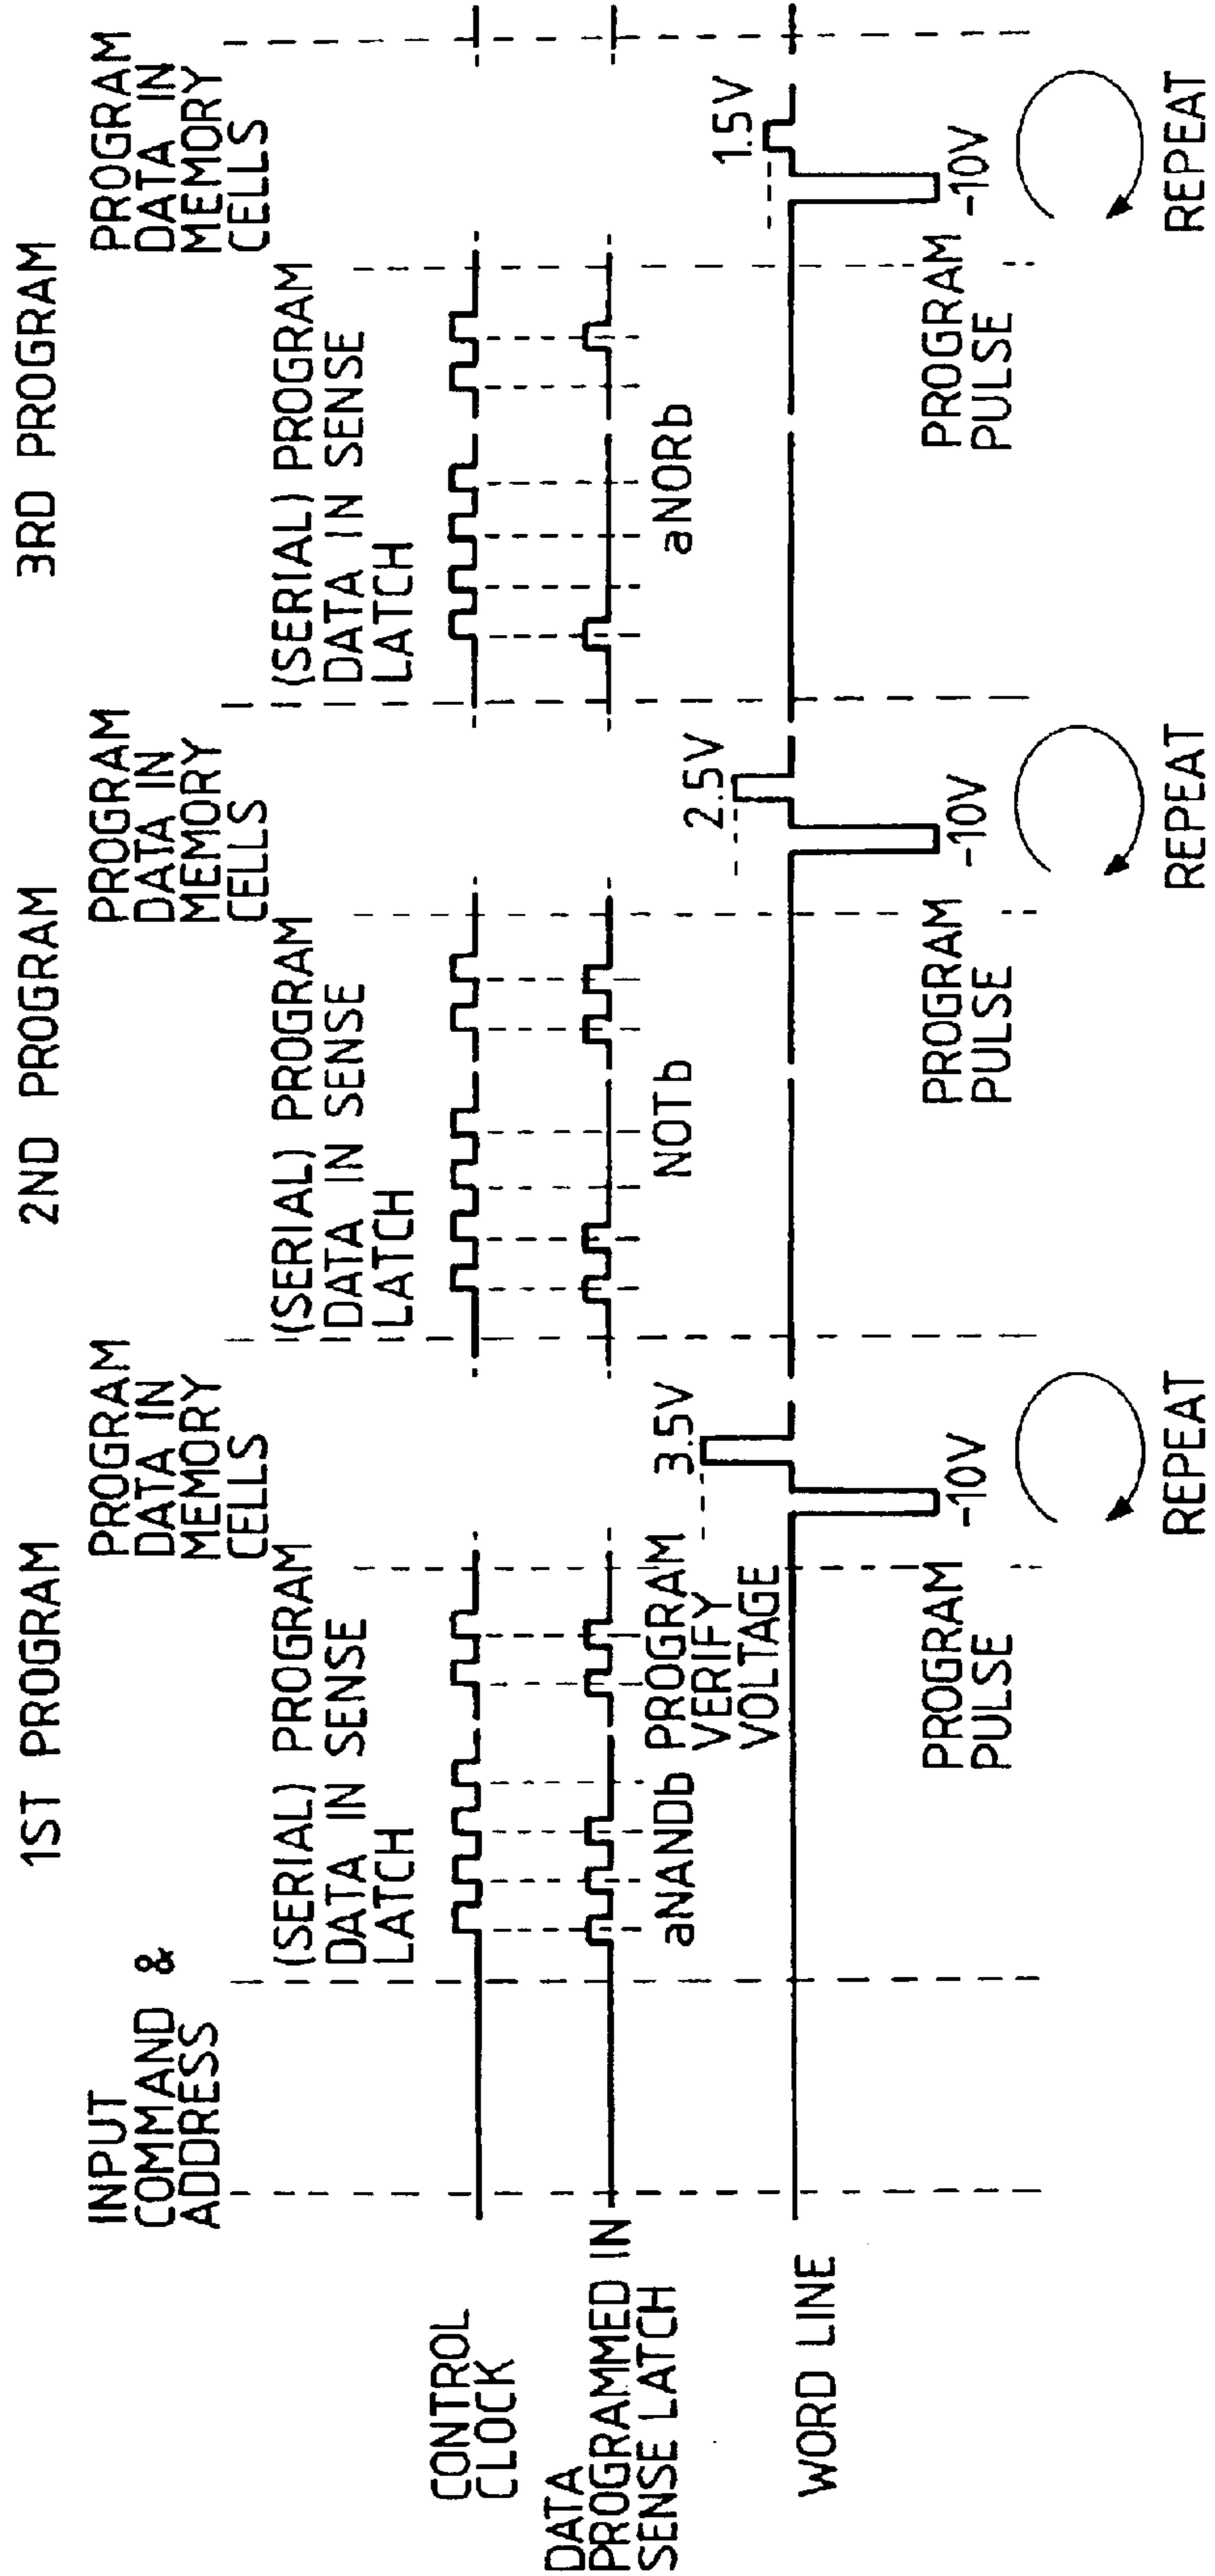 1ST PROGRAM
2ND PROGRAM
3RD PROGRAM
INPUT
COMMAND &
ADDRESS
PROGRAM
DATA IN
MEMORY
CELLS
PROGRAM
DATA IN
MEMORY
CELLS
PROGRAM
DATA IN
MEMORY
CELLS
(SERIAL) PROGRAM
DATA IN SENSE
LATCH
(SERIAL) PROGRAM
DATA IN SENSE
LATCH
(SERIAL) PROGRAM
DATA IN SENSE
LATCH
CONTROL
CLOCK
DATA
PROGRAMMED IN
SENSE LATCH
aNANDb
NOTb
aNORb
PROGRAM
VERIFY
VOLTAGE
3.5V
2.5V
1.5V
WORD LINE
PROGRAM
PULSE
-10V
PROGRAM
PULSE
-10V
PROGRAM
PULSE
-10V
REPEAT
REPEAT
REPEAT